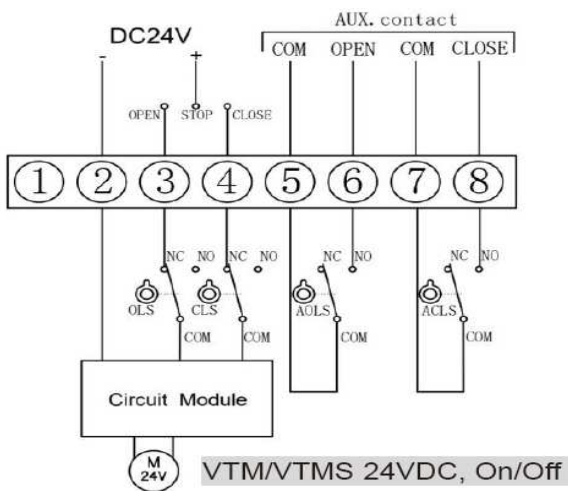 AUX. contact
DC24V
COM OPEN COM CLOSE
- +
OPEN STOP CLOSE
1 2 3 4 5 6 7 8
NC NO NC NO NC NO NC NO
OLS CLS AOLS ACLS
COM COM COM COM
Circuit Module
M
24V
VTM/VTMS 24VDC, On/Off